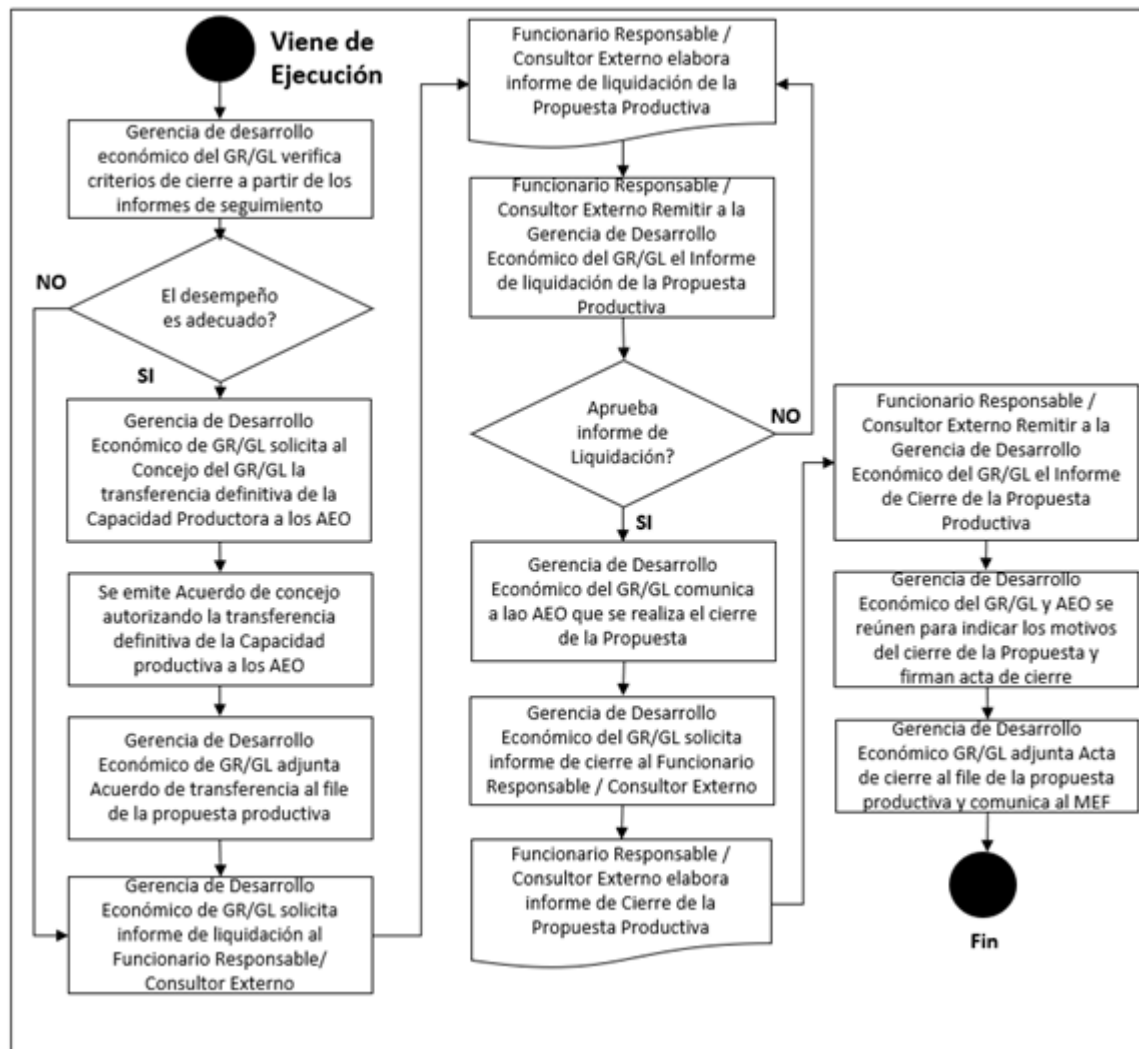 Viene de
Ejecución
Gerencia de desarrollo
económico del GR/GL verifica
criterios de cierre a partir de los
informes de seguimiento
NO
El desempeño
es adecuado?
SI
Gerencia de Desarrollo
Económico de GR/GL solicita al
Concejo del GR/GL la
transferencia definitiva de la
Capacidad Productora a los AEO
Se emite Acuerdo de concejo
autorizando la transferencia
definitiva de la Capacidad
productiva a los AEO
Gerencia de Desarrollo
Económico de GR/GL adjunta
Acuerdo de transferencia al file
de la propuesta productiva
Gerencia de Desarrollo
Económico de GR/GL solicita
informe de liquidación al
Funcionario Responsable/
Consultor Externo
Funcionario Responsable /
Consultor Externo elabora
informe de liquidación de la
Propuesta Productiva
Funcionario Responsable /
Consultor Externo Remitir a la
Gerencia de Desarrollo
Económico del GR/GL el Informe
de liquidación de la Propuesta
Productiva
Aprueba
informe de
Liquidación?
NO
SI
Gerencia de Desarrollo
Económico del GR/GL comunica
a lao AEO que se realiza el cierre
de la Propuesta
Gerencia de Desarrollo
Económico del GR/GL solicita
informe de cierre al Funcionario
Responsable / Consultor Externo
Funcionario Responsable /
Consultor Externo elabora
informe de Cierre de la
Propuesta Productiva
Funcionario Responsable /
Consultor Externo Remitir a la
Gerencia de Desarrollo
Económico del GR/GL el Informe
de Cierre de la Propuesta
Productiva
Gerencia de Desarrollo
Económico del GR/GL y AEO se
reúnen para indicar los motivos
del cierre de la Propuesta y
firman acta de cierre
Gerencia de Desarrollo
Económico GR/GL adjunta Acta
de cierre al file de la propuesta
productiva y comunica al MEF
Fin